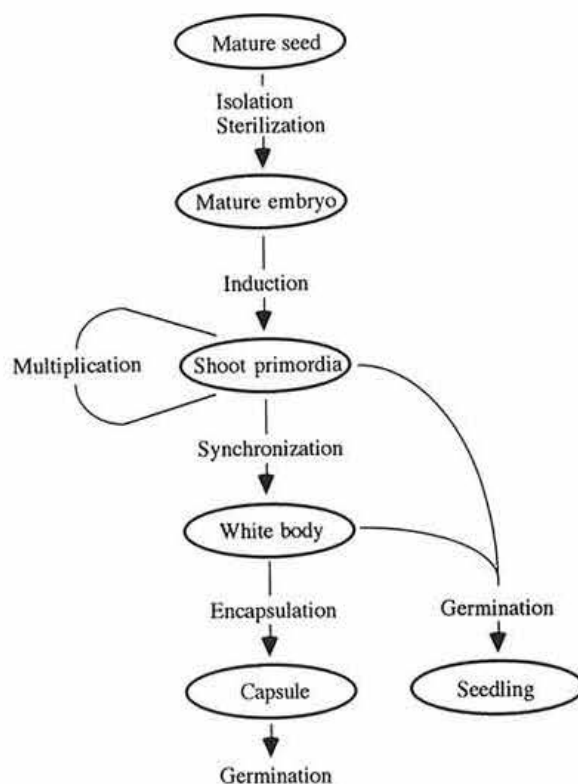 Mature seed
Isolation
Sterilization
Mature embryo
Induction
Multiplication
Shoot primordia
Synchronization
White body
Encapsulation
Germination
Capsule
Seedling
Germination